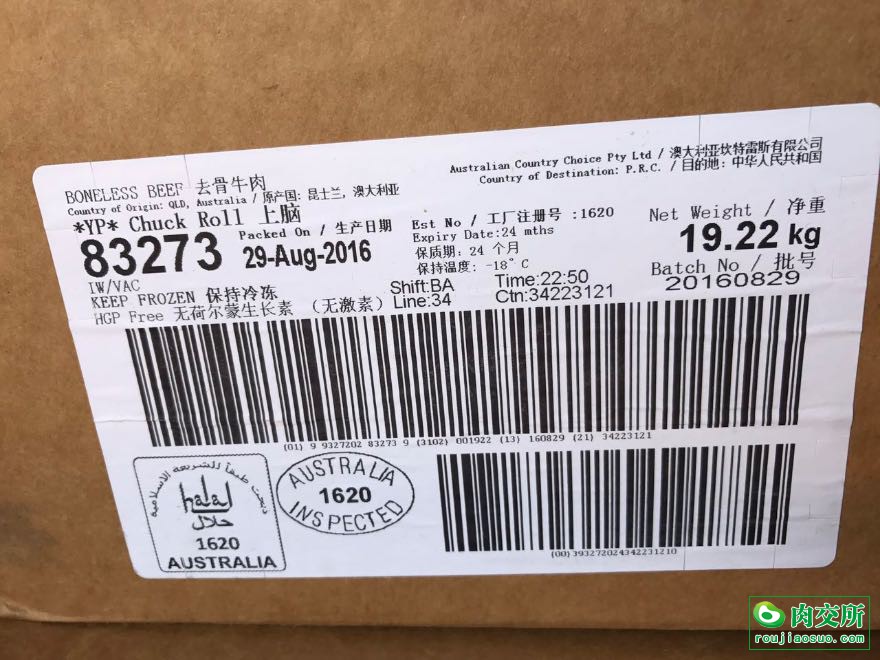 BONELESS BEEF 去骨牛肉
Country of Origin: QLD, Australia / 原产国: 昆士兰, 澳大利亚
*YP* Chuck Roll 上脑
83273
Packed On / 生产日期
29-Aug-2016
IW/VAC
KEEP FROZEN 保持冷冻
HGP Free 无荷尔蒙生长素 (无激素)
Australian Country Choice Pty Ltd / 澳大利亚坎特雷斯有限公司
Country of Destination: P.R.C. / 目的地: 中华人民共和国
Est No / 工厂注册号 :1620
Expiry Date:24 mths
保质期: 24 个月
保持温度: -18°C
Shift:BA
Line:34
Time:22:50
Ctn:34223121
Net Weight / 净重
19.22 kg
Batch No / 批号
20160829
(01) 9 9327202 83273 9 (3102) 001922 (13) 160829 (21) 34223121
ذبحت طبقاً للشريعة الاسلامية
halal
حلال
1620
AUSTRALIA
AUSTRALIA
1620
INSPECTED
(00)393272024342231210
肉交所
roujiaosuo.com